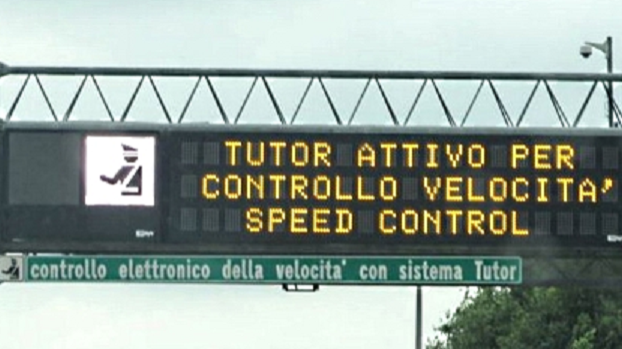 TUTOR ATTIVO PER
CONTROLLO VELOCITA'
SPEED CONTROL
controllo elettronico della velocita' con sistema Tutor